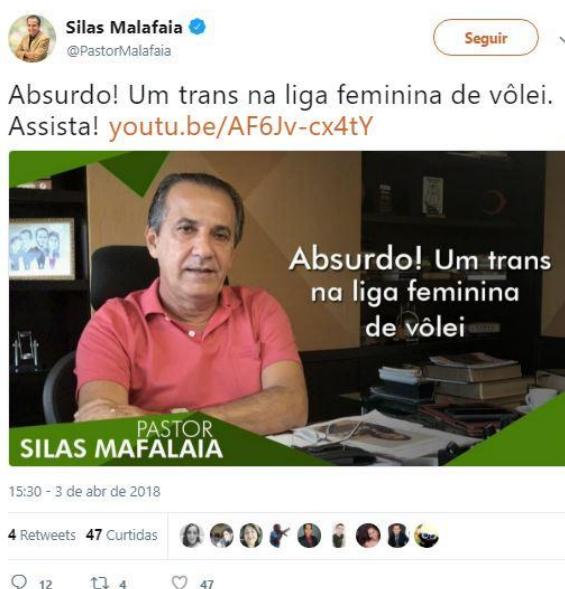 Silas Malafaia
@PastorMalafaia
Seguir
Absurdo! Um trans na liga feminina de vôlei.
Assista! youtu.be/AF6Jv-cx4tY
Absurdo! Um trans
na liga feminina
de vôlei
PASTOR
SILAS MAFALAIA
15:30 - 3 de abr de 2018
4 Retweets 47 Curtidas
12 4 47